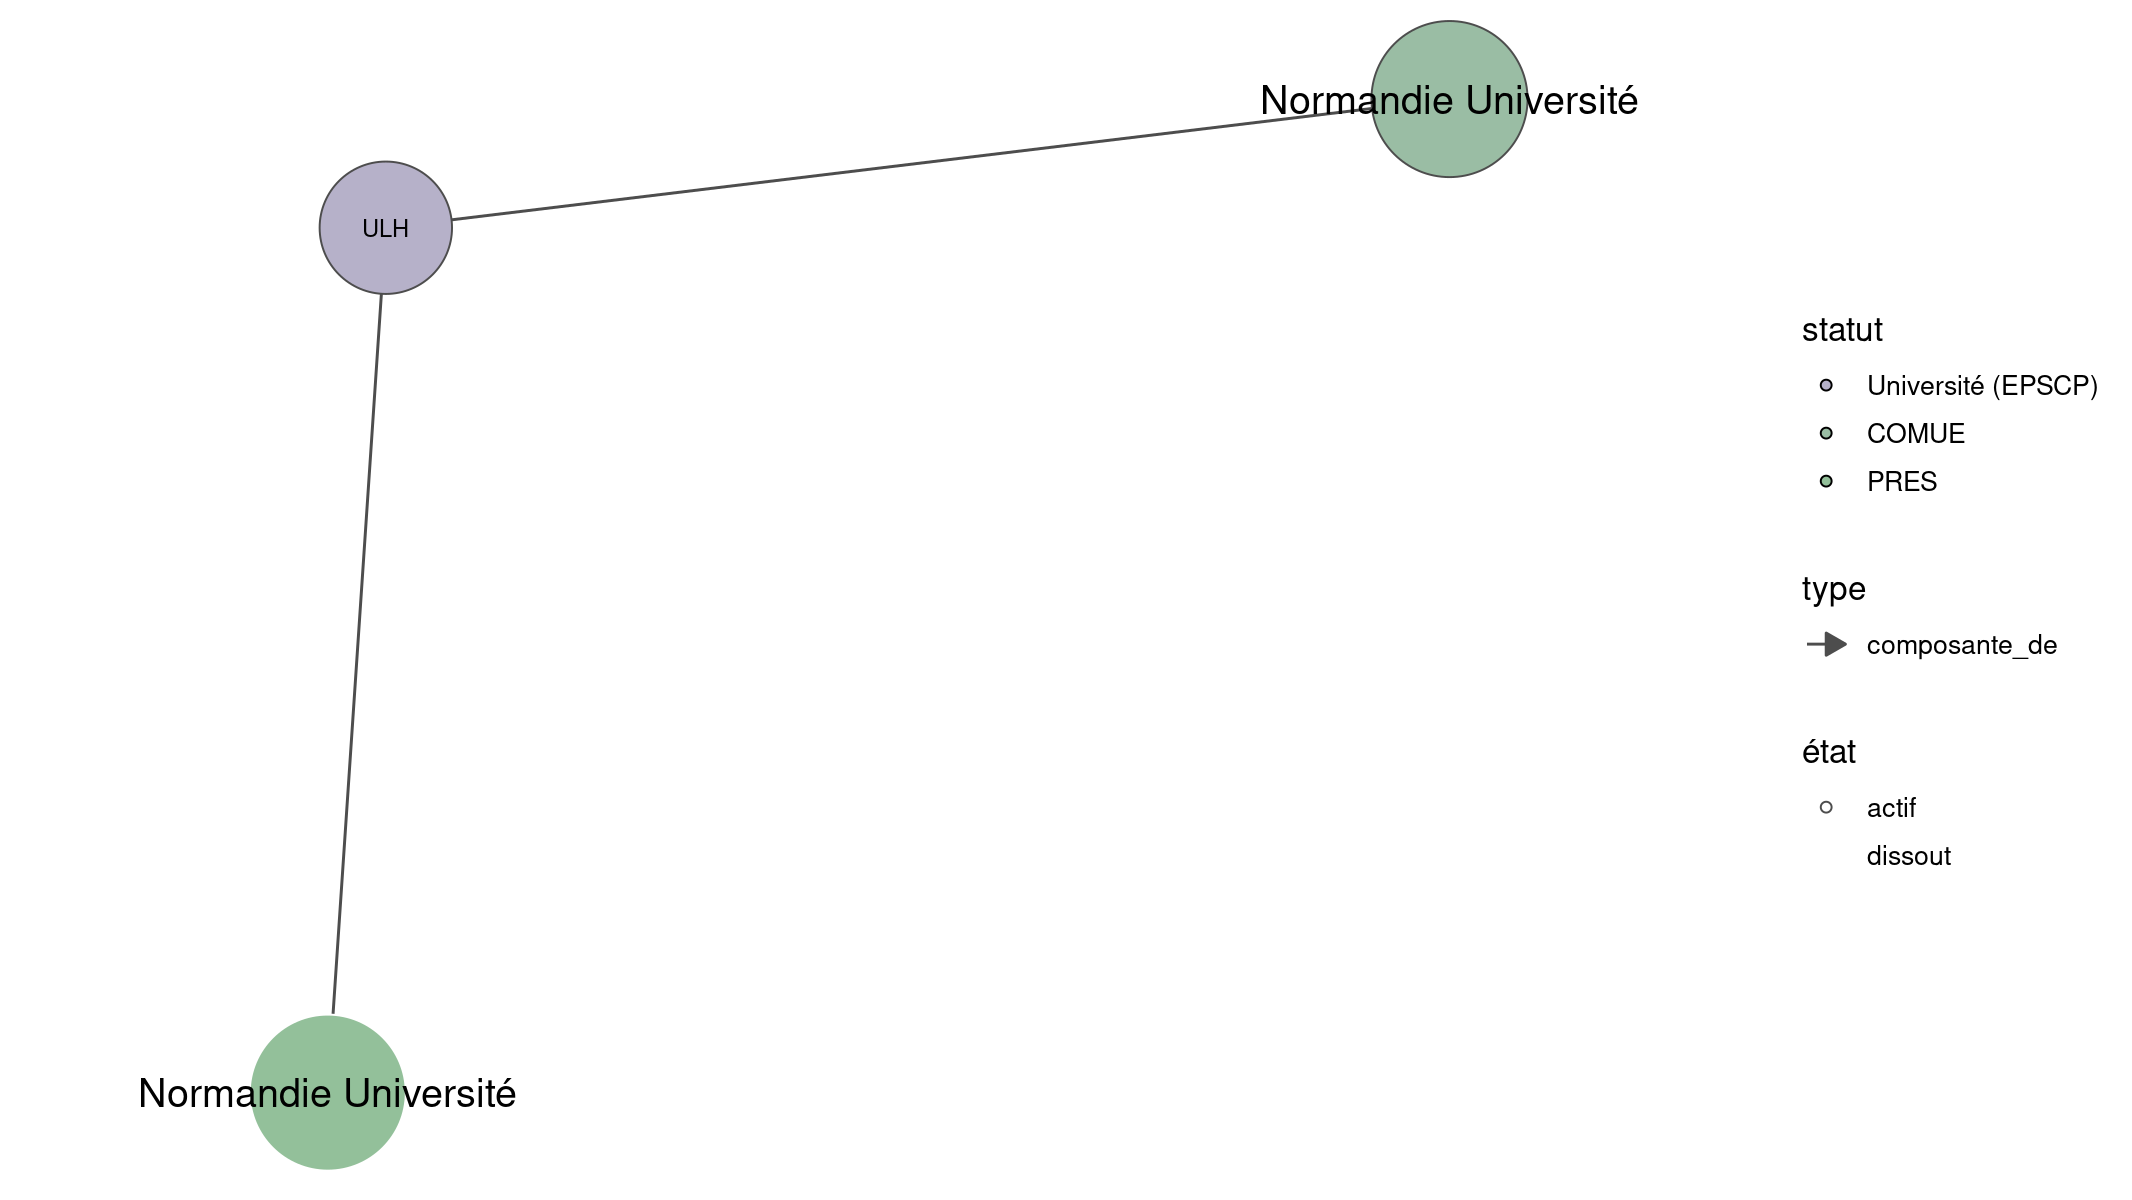 Normandie Université
ULH
statut
Université (EPSCP)
COMUE
PRES
type
composante_de
état
actif
dissout
Normandie Université